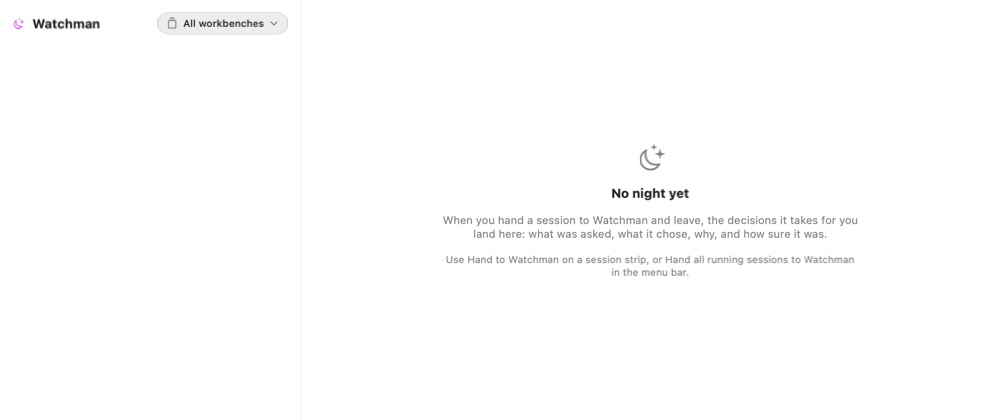 Watchman
All workbenches
No night yet
When you hand a session to Watchman and leave, the decisions it takes for you
land here: what was asked, what it chose, why, and how sure it was.
Use Hand to Watchman on a session strip, or Hand all running sessions to Watchman
in the menu bar.